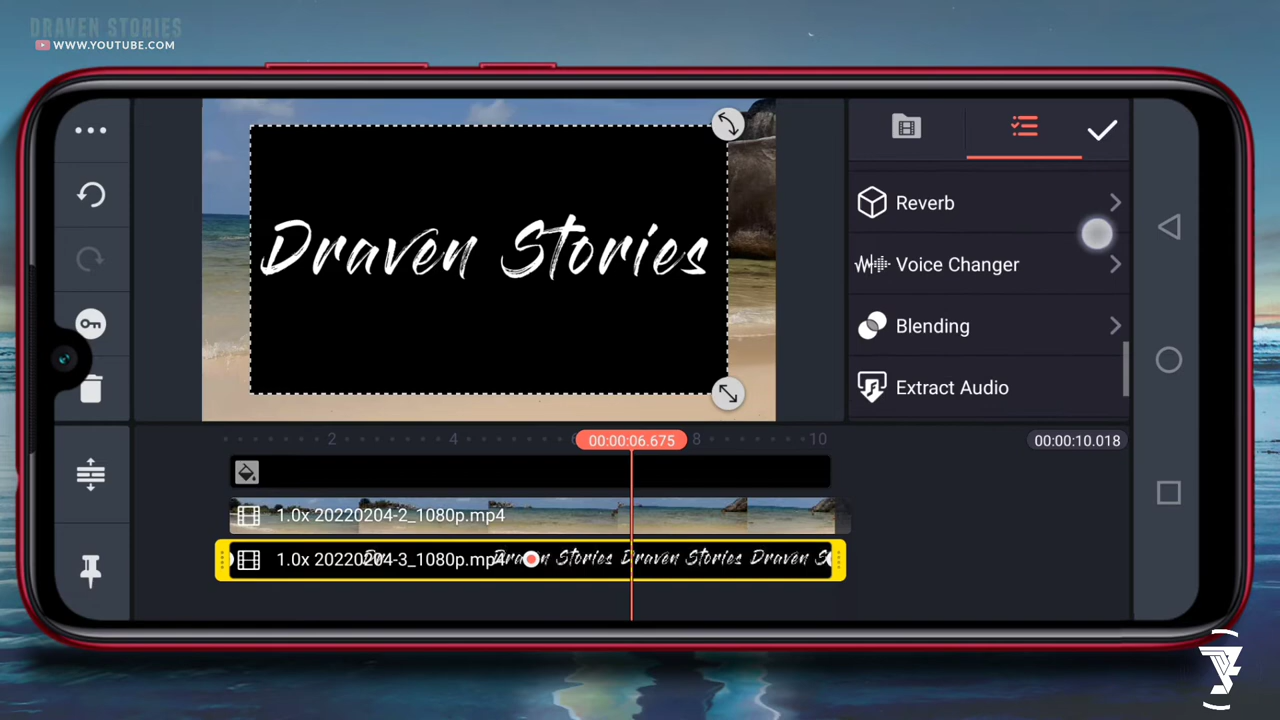 DRAVEN STORIES
WWW.YOUTUBE.COM
Draven Stories
Reverb
Voice Changer
Blending
Extract Audio
2
4
00:00:06.675
8
10
00:00:10.018
1.0x 20220204-2_1080p.mp4
1.0x 20220204-3_1080p.mp4
Draven Stories Draven Stories Draven S